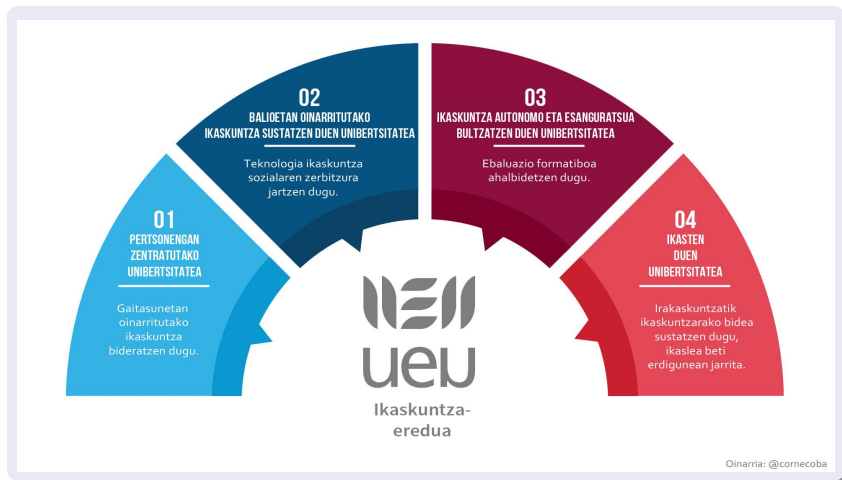 01
PERTSONENGAN
ZENTRATUTAKO
UNIBERTSITATEA
Gaitasunetan
oinarritutako
ikaskuntza
bideratzen dugu.
02
BALIOETAN OINARRITUTAKO
IKASKUNTZA SUSTATZEN DUEN UNIBERTSITATEA
Teknologia ikaskuntza
sozialaren zerbitzura
jartzen dugu.
03
IKASKUNTZA AUTONOMO ETA ESANGURATSUA
BULTZATZEN DUEN UNIBERTSITATEA
Ebaluazio formatiboa
ahalbidetzen dugu.
04
IKASTEN
DUEN
UNIBERTSITATEA
Irakaskuntzatik
ikaskuntzarako bidea
sustatzen dugu,
ikaslea beti
erdigunean jarrita.
ueu
Ikaskuntza-
eredua
Oinarria: @cornecoba